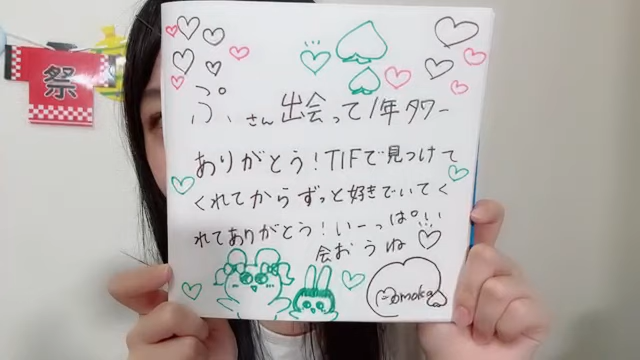 祭
ぷぅさん出会って1年タワー
ありがとう！TIFで見つけて
くれてからずっと好きでいてく
れてありがとう！いーっぱい
会おうね